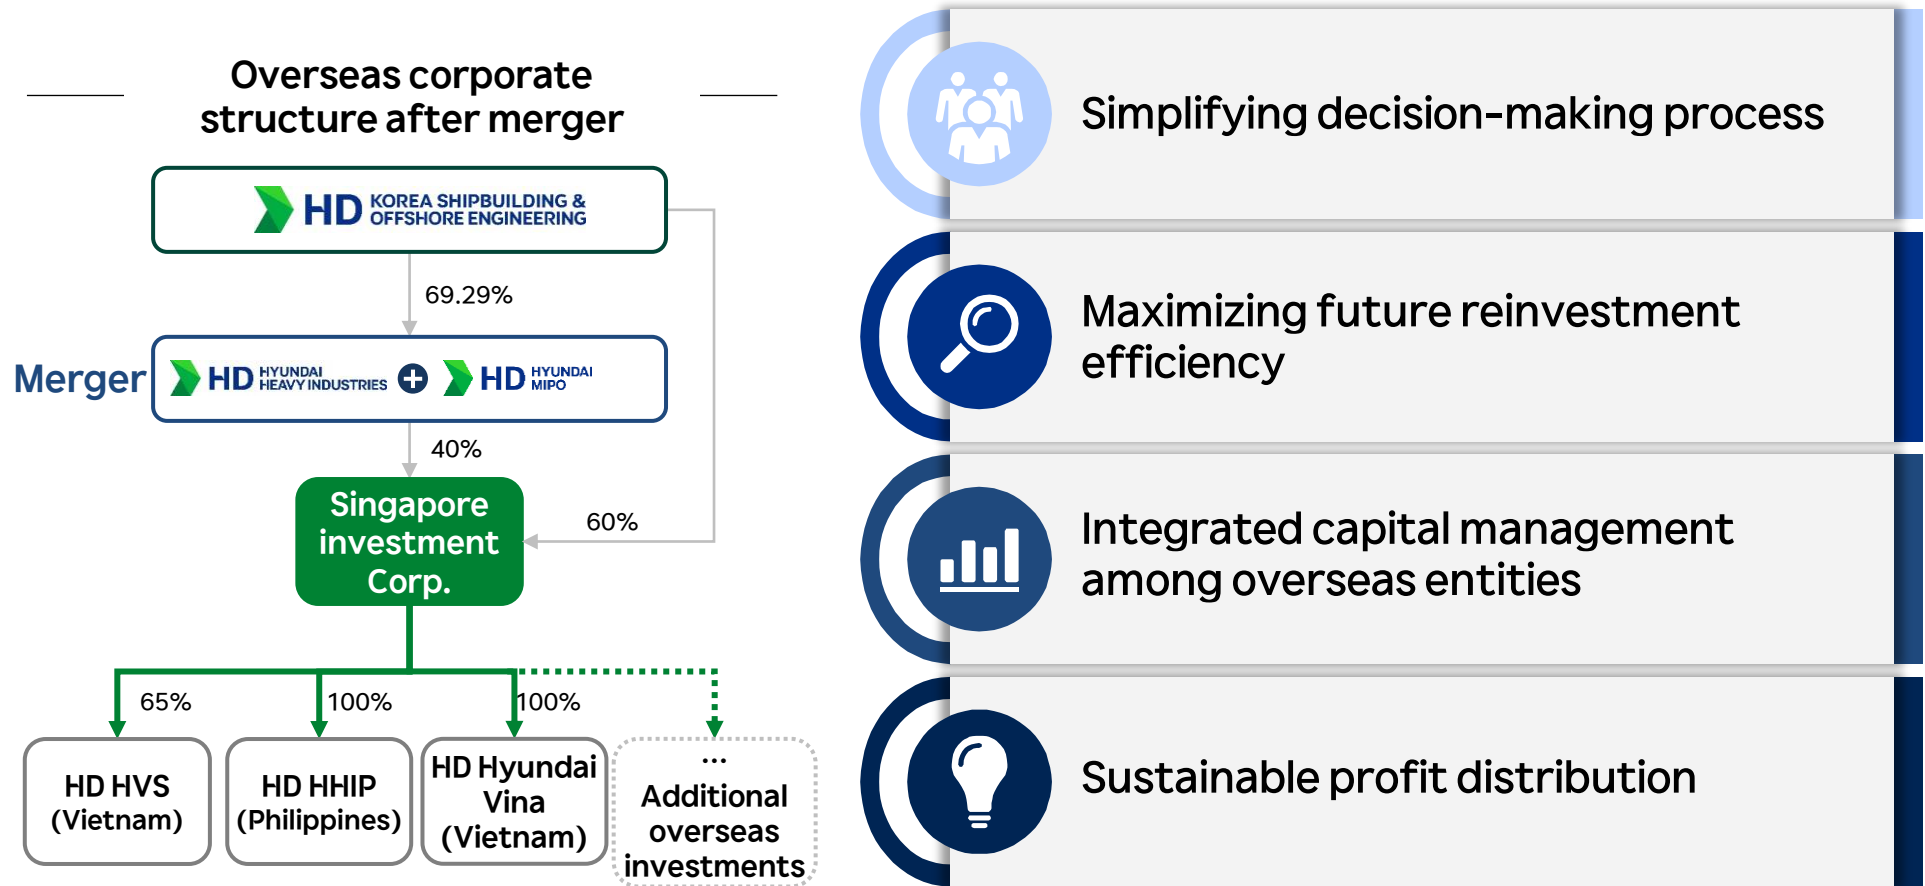 Overseas corporate
structure after merger
HD KOREA SHIPBUILDING &
OFFSHORE ENGINEERING
69.29%
Merger
HD HYUNDAI
HEAVY INDUSTRIES
HD HYUNDAI
MIPO
40%
Singapore
investment
Corp.
60%
65%
100%
100%
HD HVS
(Vietnam)
HD HHIP
(Philippines)
HD Hyundai
Vina
(Vietnam)
...
Additional
overseas
investments
Simplifying decision-making process
Maximizing future reinvestment
efficiency
Integrated capital management
among overseas entities
Sustainable profit distribution